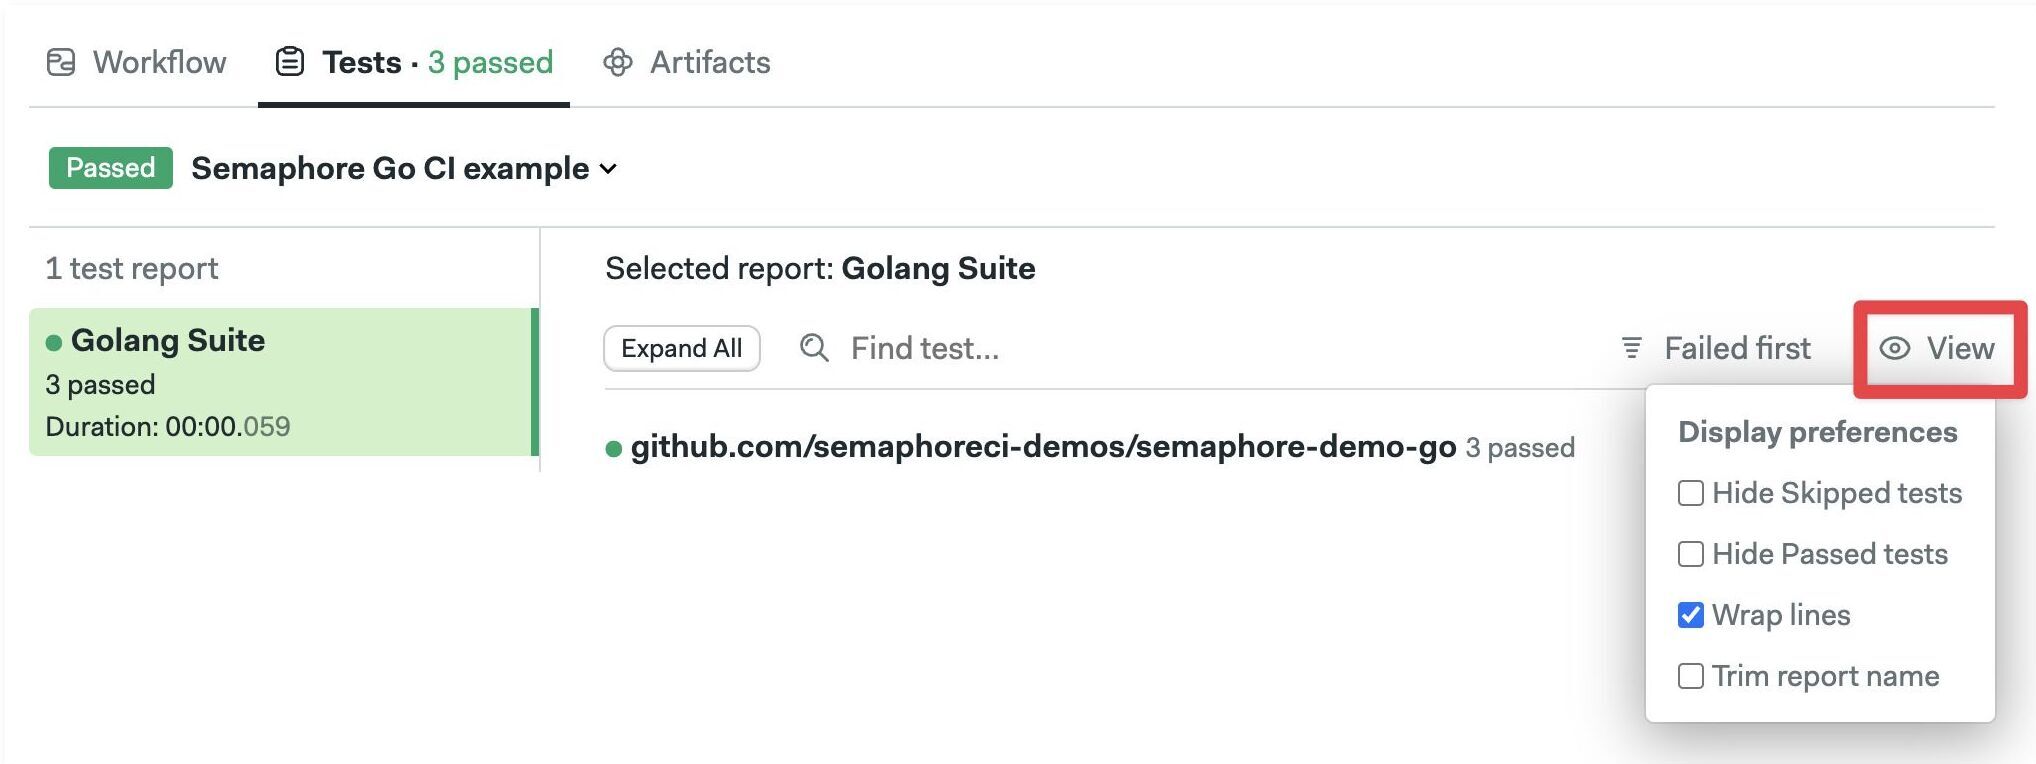 Workflow
Tests · 3 passed
Artifacts
Passed
Semaphore Go CI example
1 test report
Golang Suite
3 passed
Duration: 00:00.059
Selected report: Golang Suite
Expand All
Find test...
Failed first
View
github.com/semaphoreci-demos/semaphore-demo-go 3 passed
Display preferences
Hide Skipped tests
Hide Passed tests
Wrap lines
Trim report name